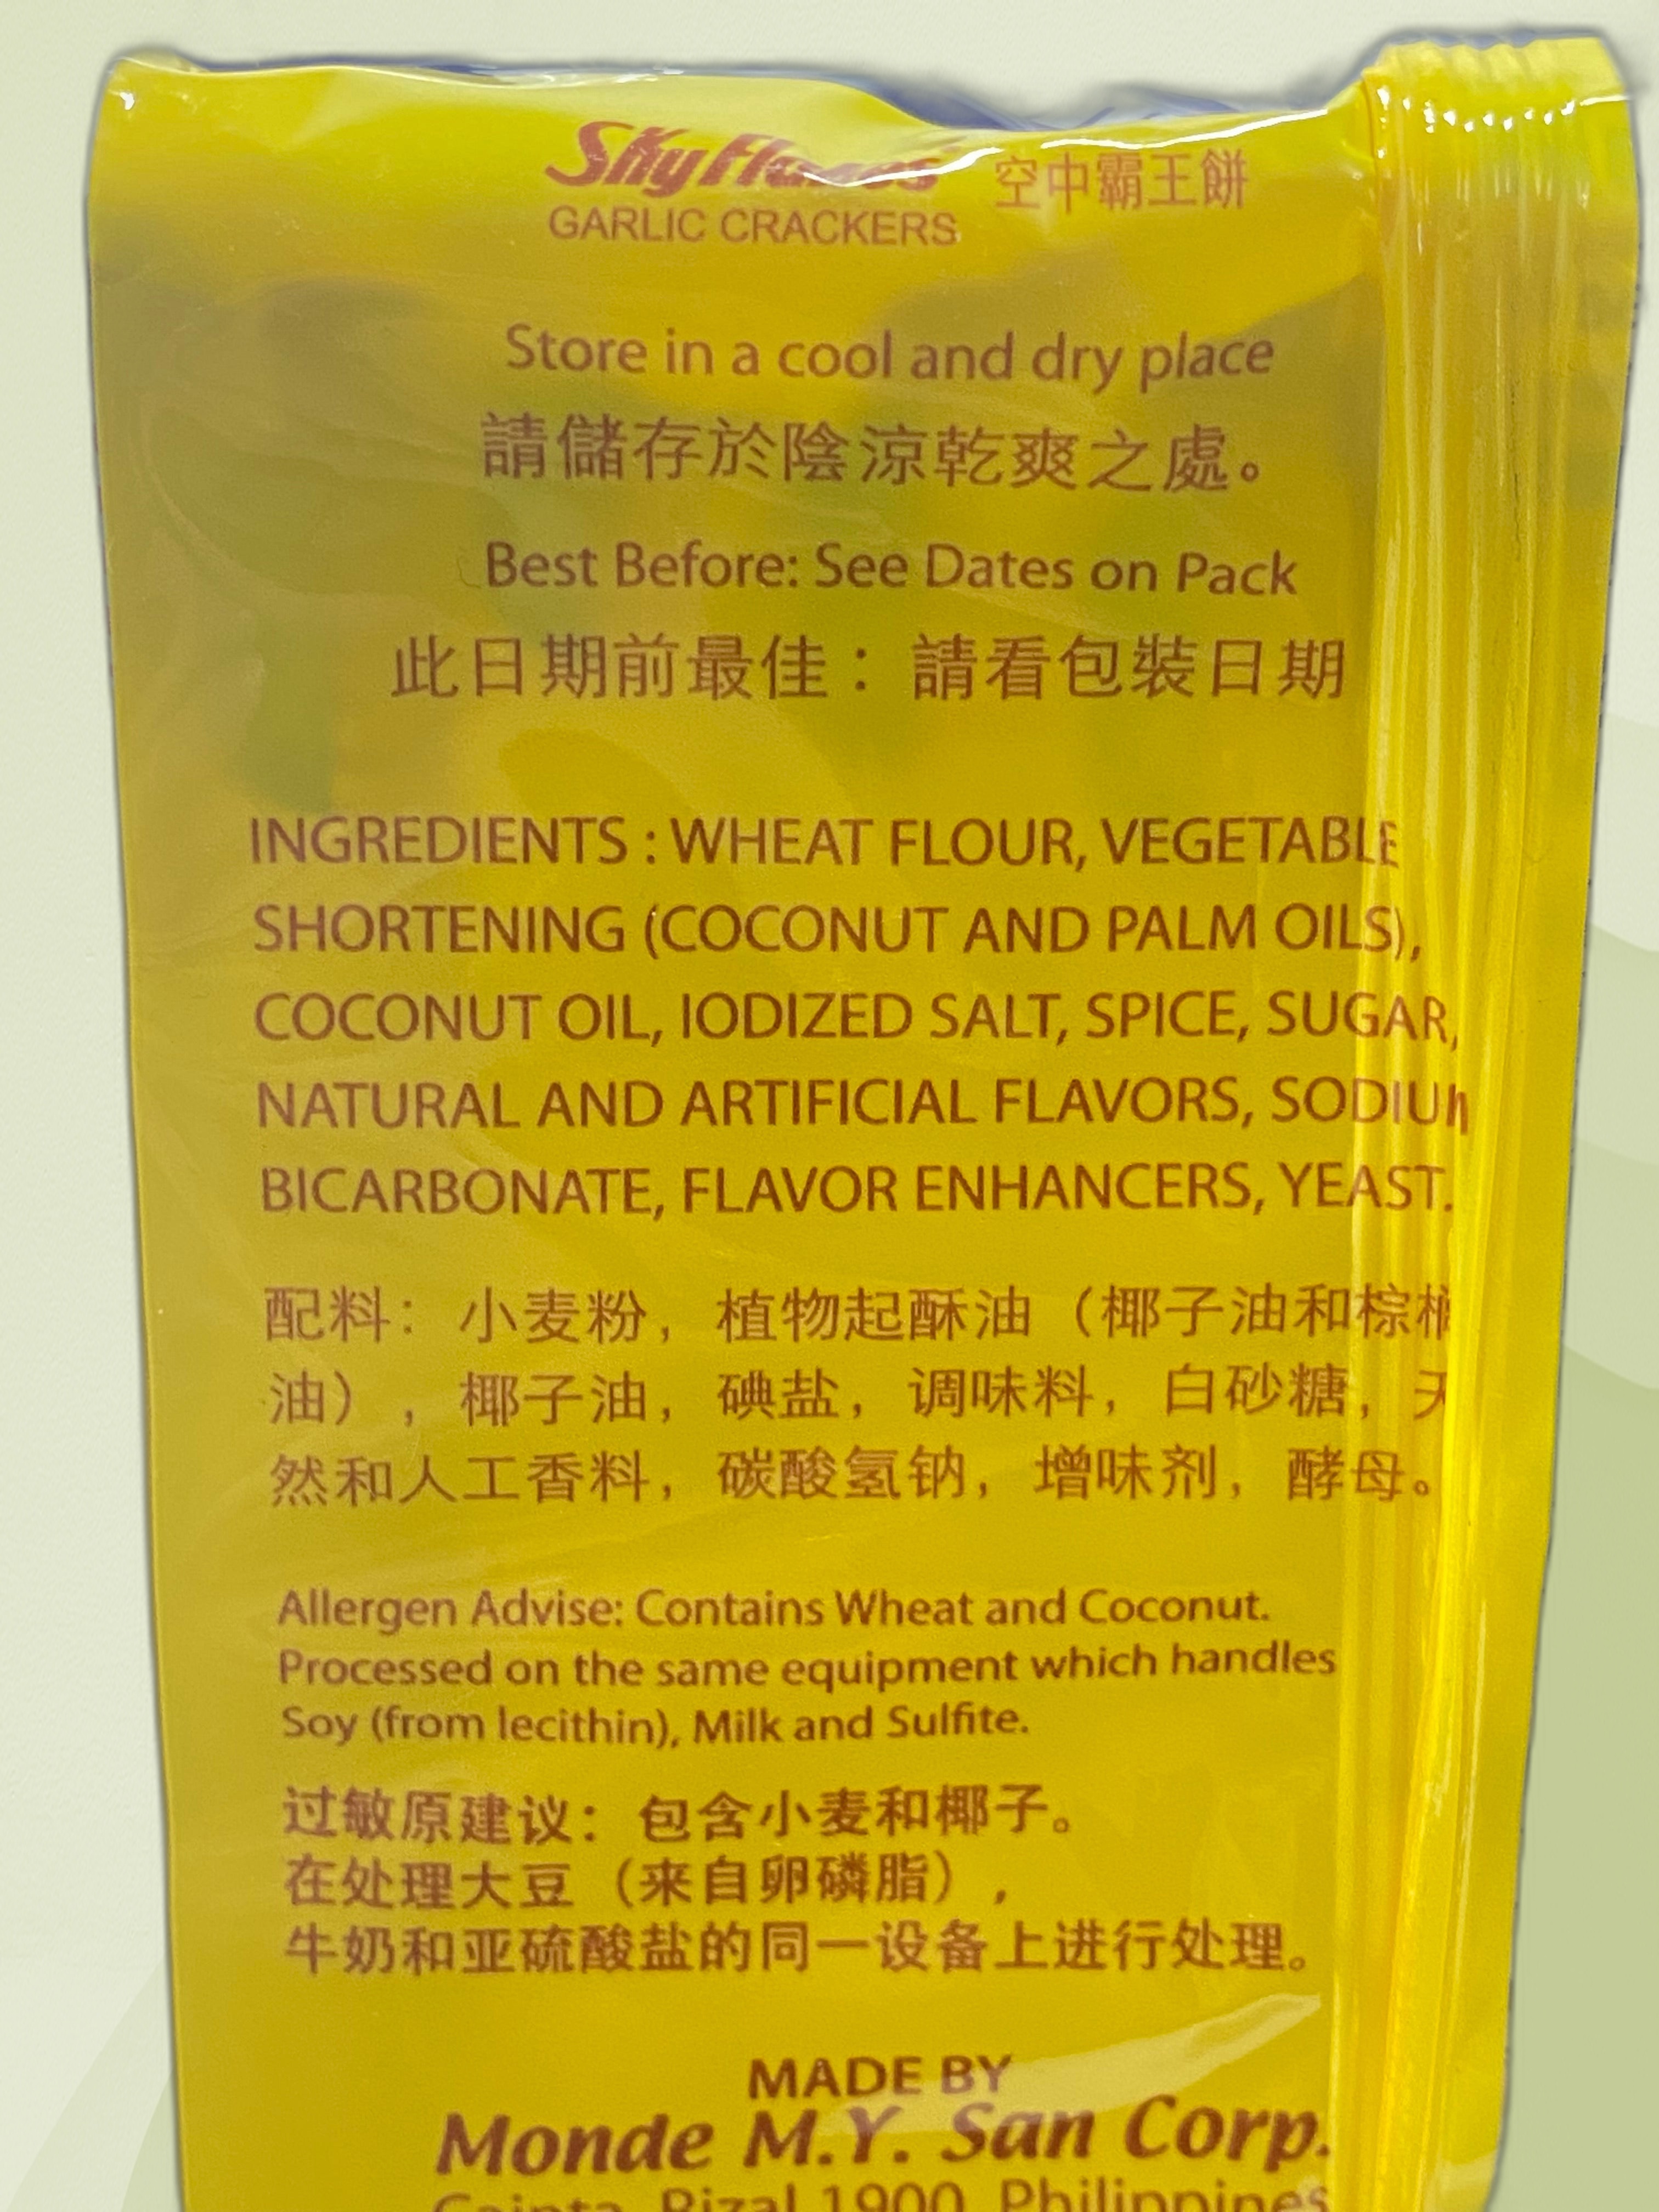 SkyFlakes 空中霸王餅
GARLIC CRACKERS
Store in a cool and dry place
請儲存於陰涼乾爽之處。
Best Before: See Dates on Pack
此日期前最佳：請看包裝日期
INGREDIENTS : WHEAT FLOUR, VEGETABLE
SHORTENING (COCONUT AND PALM OILS),
COCONUT OIL, IODIZED SALT, SPICE, SUGAR,
NATURAL AND ARTIFICIAL FLAVORS, SODIUM
BICARBONATE, FLAVOR ENHANCERS, YEAST.
配料：小麦粉，植物起酥油（椰子油和棕榈
油），椰子油，碘盐，调味料，白砂糖，天
然和人工香料，碳酸氢钠，增味剂，酵母。
Allergen Advise: Contains Wheat and Coconut.
Processed on the same equipment which handles
Soy (from lecithin), Milk and Sulfite.
过敏原建议：包含小麦和椰子。
在处理大豆（来自卵磷脂），
牛奶和亚硫酸盐的同一设备上进行处理。
MADE BY
Monde M.Y. San Corp.
Cainta, Rizal 1900, Philippines